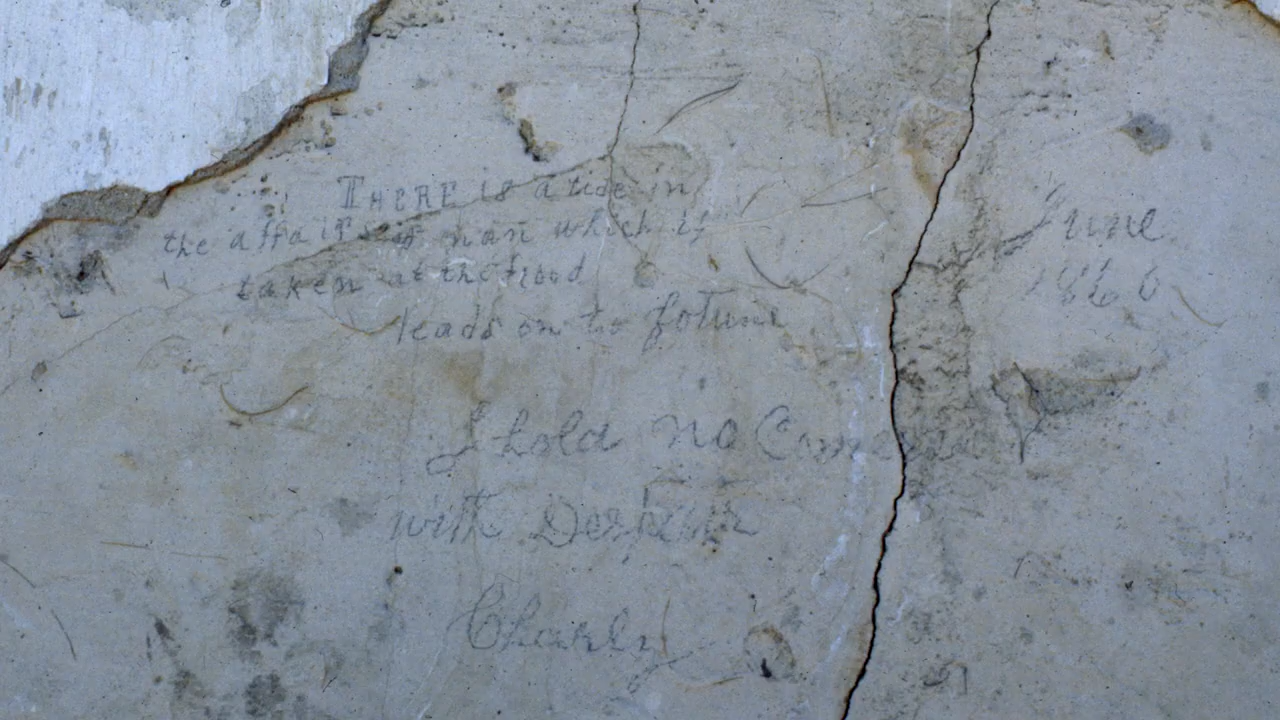 THERE is a tide in
the affairs of man which if
taken at the flood
leads on to fotune
June
1866
I hold no
with
Charly